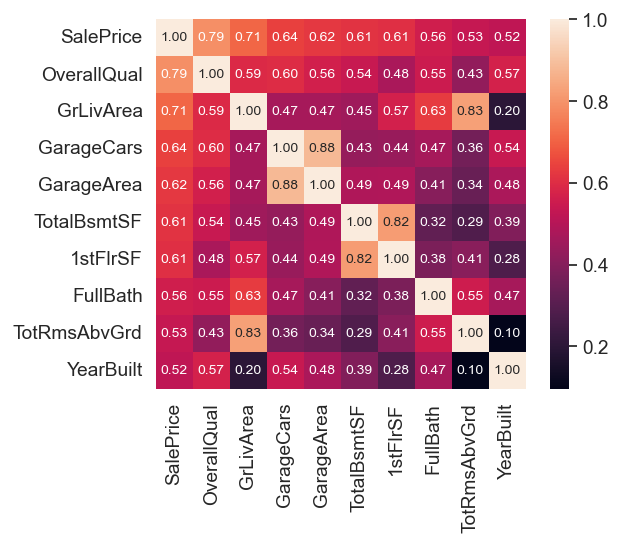 SalePrice 1.00 0.79 0.71 0.64 0.62 0.61 0.61 0.56 0.53 0.52
OverallQual 0.79 1.00 0.59 0.60 0.56 0.54 0.48 0.55 0.43 0.57
GrLivArea 0.71 0.59 1.00 0.47 0.47 0.45 0.57 0.63 0.83 0.20
GarageCars 0.64 0.60 0.47 1.00 0.88 0.43 0.44 0.47 0.36 0.54
GarageArea 0.62 0.56 0.47 0.88 1.00 0.49 0.49 0.41 0.34 0.48
TotalBsmtSF 0.61 0.54 0.45 0.43 0.49 1.00 0.82 0.32 0.29 0.39
1stFlrSF 0.61 0.48 0.57 0.44 0.49 0.82 1.00 0.38 0.41 0.28
FullBath 0.56 0.55 0.63 0.47 0.41 0.32 0.38 1.00 0.55 0.47
TotRmsAbvGrd 0.53 0.43 0.83 0.36 0.34 0.29 0.41 0.55 1.00 0.10
YearBuilt 0.52 0.57 0.20 0.54 0.48 0.39 0.28 0.47 0.10 1.00
SalePrice
OverallQual
GrLivArea
GarageCars
GarageArea
TotalBsmtSF
1stFlrSF
FullBath
TotRmsAbvGrd
YearBuilt
1.0
0.8
0.6
0.4
0.2